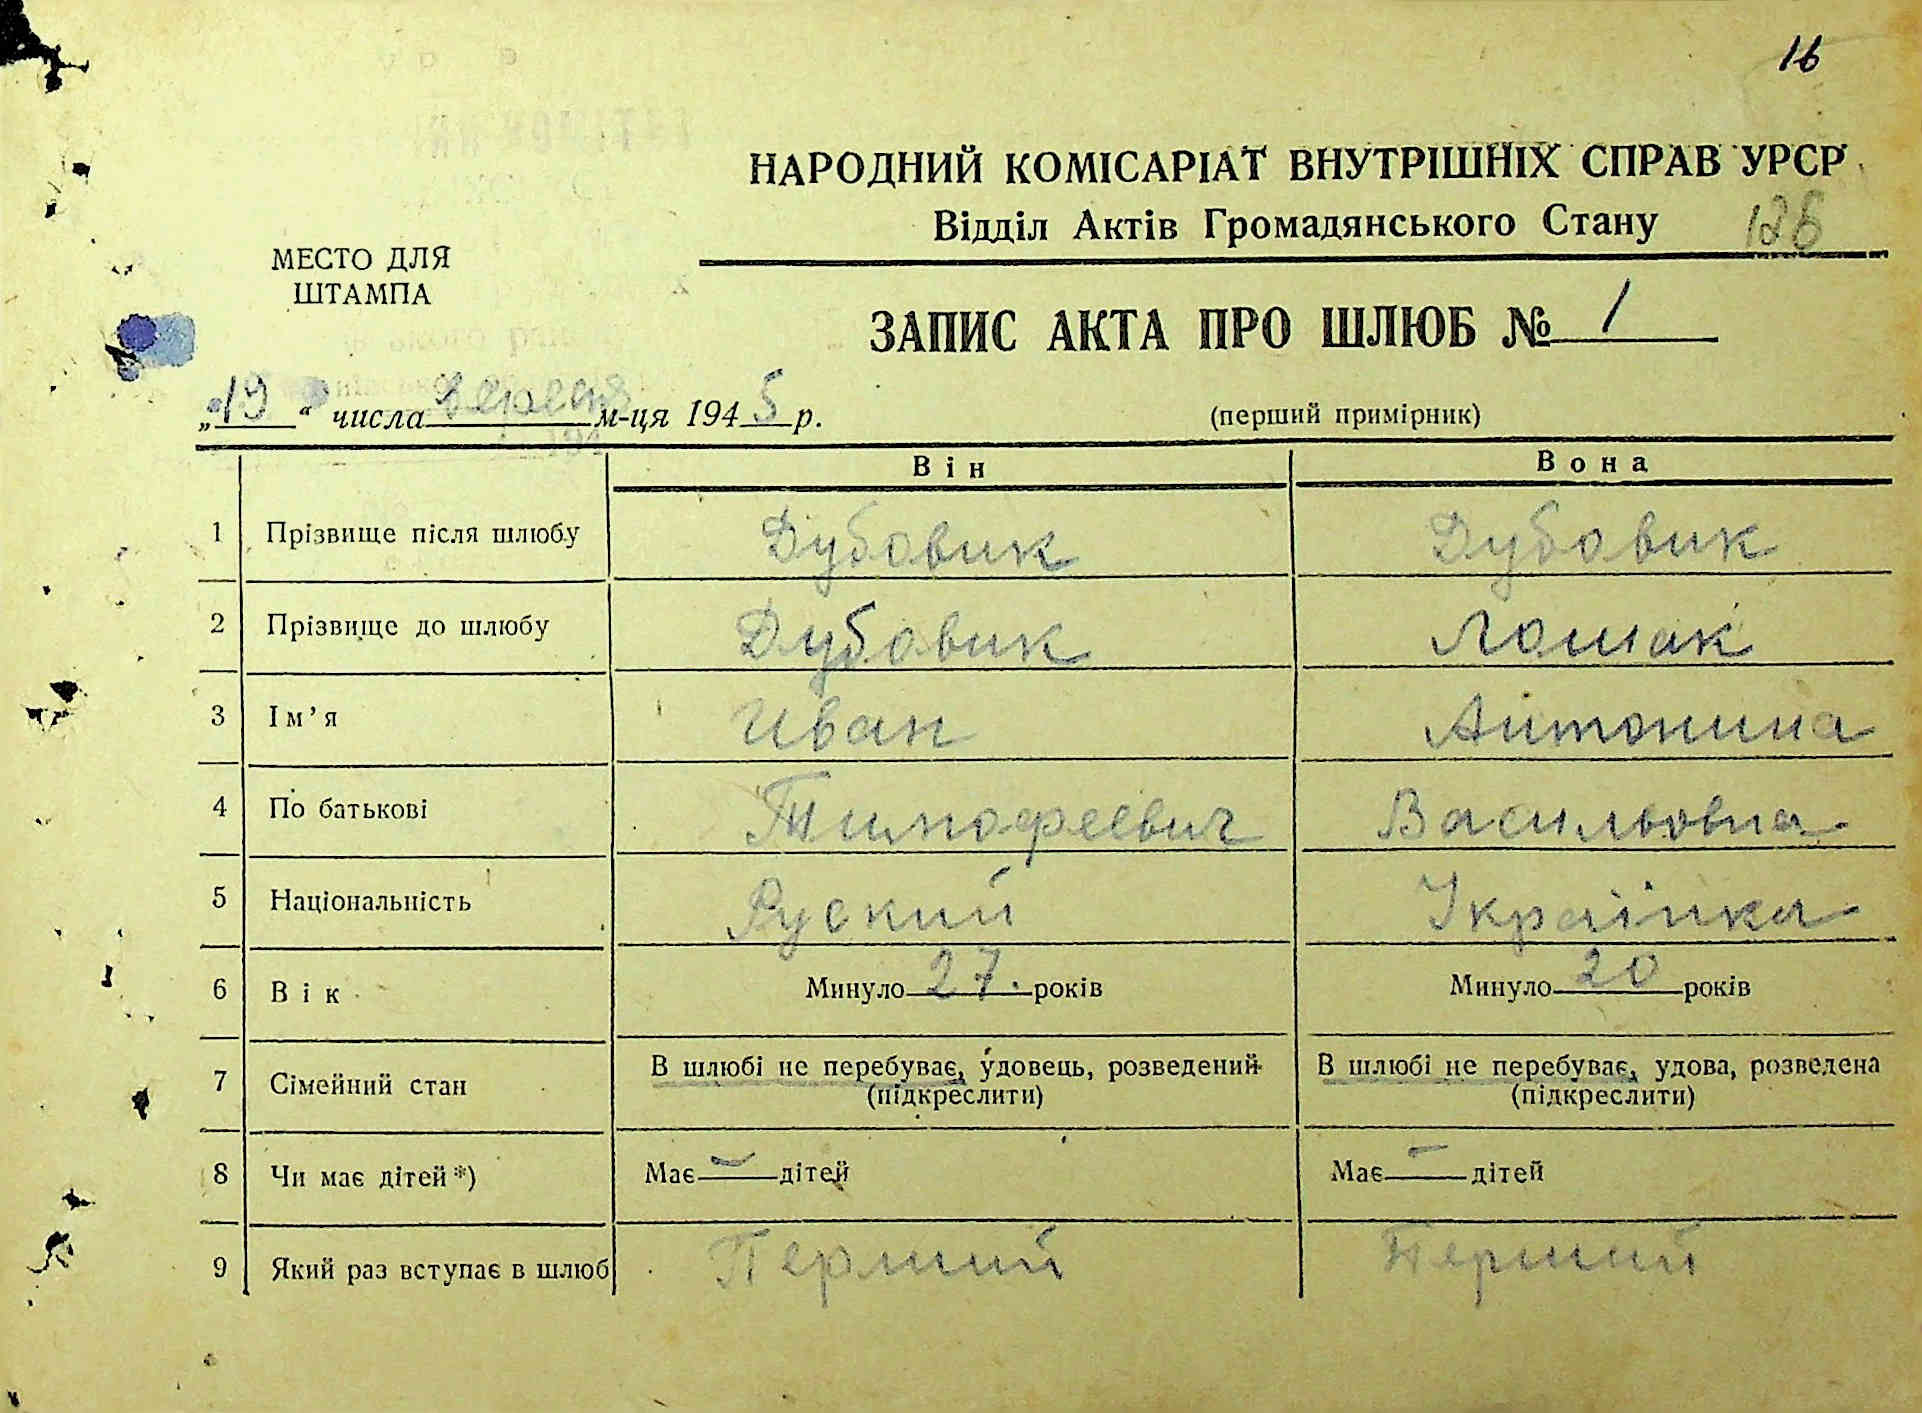 16
НАРОДНИЙ КОМІСАРІАТ ВНУТРІШНІХ СПРАВ УРСР
Відділ Актів Громадянського Стану
126
МЕСТО ДЛЯ
ШТАМПА
ЗАПИС АКТА ПРО ШЛЮБ № 1
„19“ числа вересня м-ця 1945 р.
(перший примірник)
Він Вона
1 Прізвище після шлюбу Дубовик Дубовик
2 Прізвище до шлюбу Дубовик Лошак
3 Ім’я Иван Антонина
4 По батькові Тимофеевич Васильовна
5 Національність Руский Українка
6 Вік Минуло 27. років Минуло 20 років
7 Сімейний стан В шлюбі не перебуває, удовець, розведений (підкреслити) В шлюбі не перебуває, удова, розведена (підкреслити)
8 Чи має дітей*) Має — дітей Має — дітей
9 Який раз вступає в шлюб Перший Перший